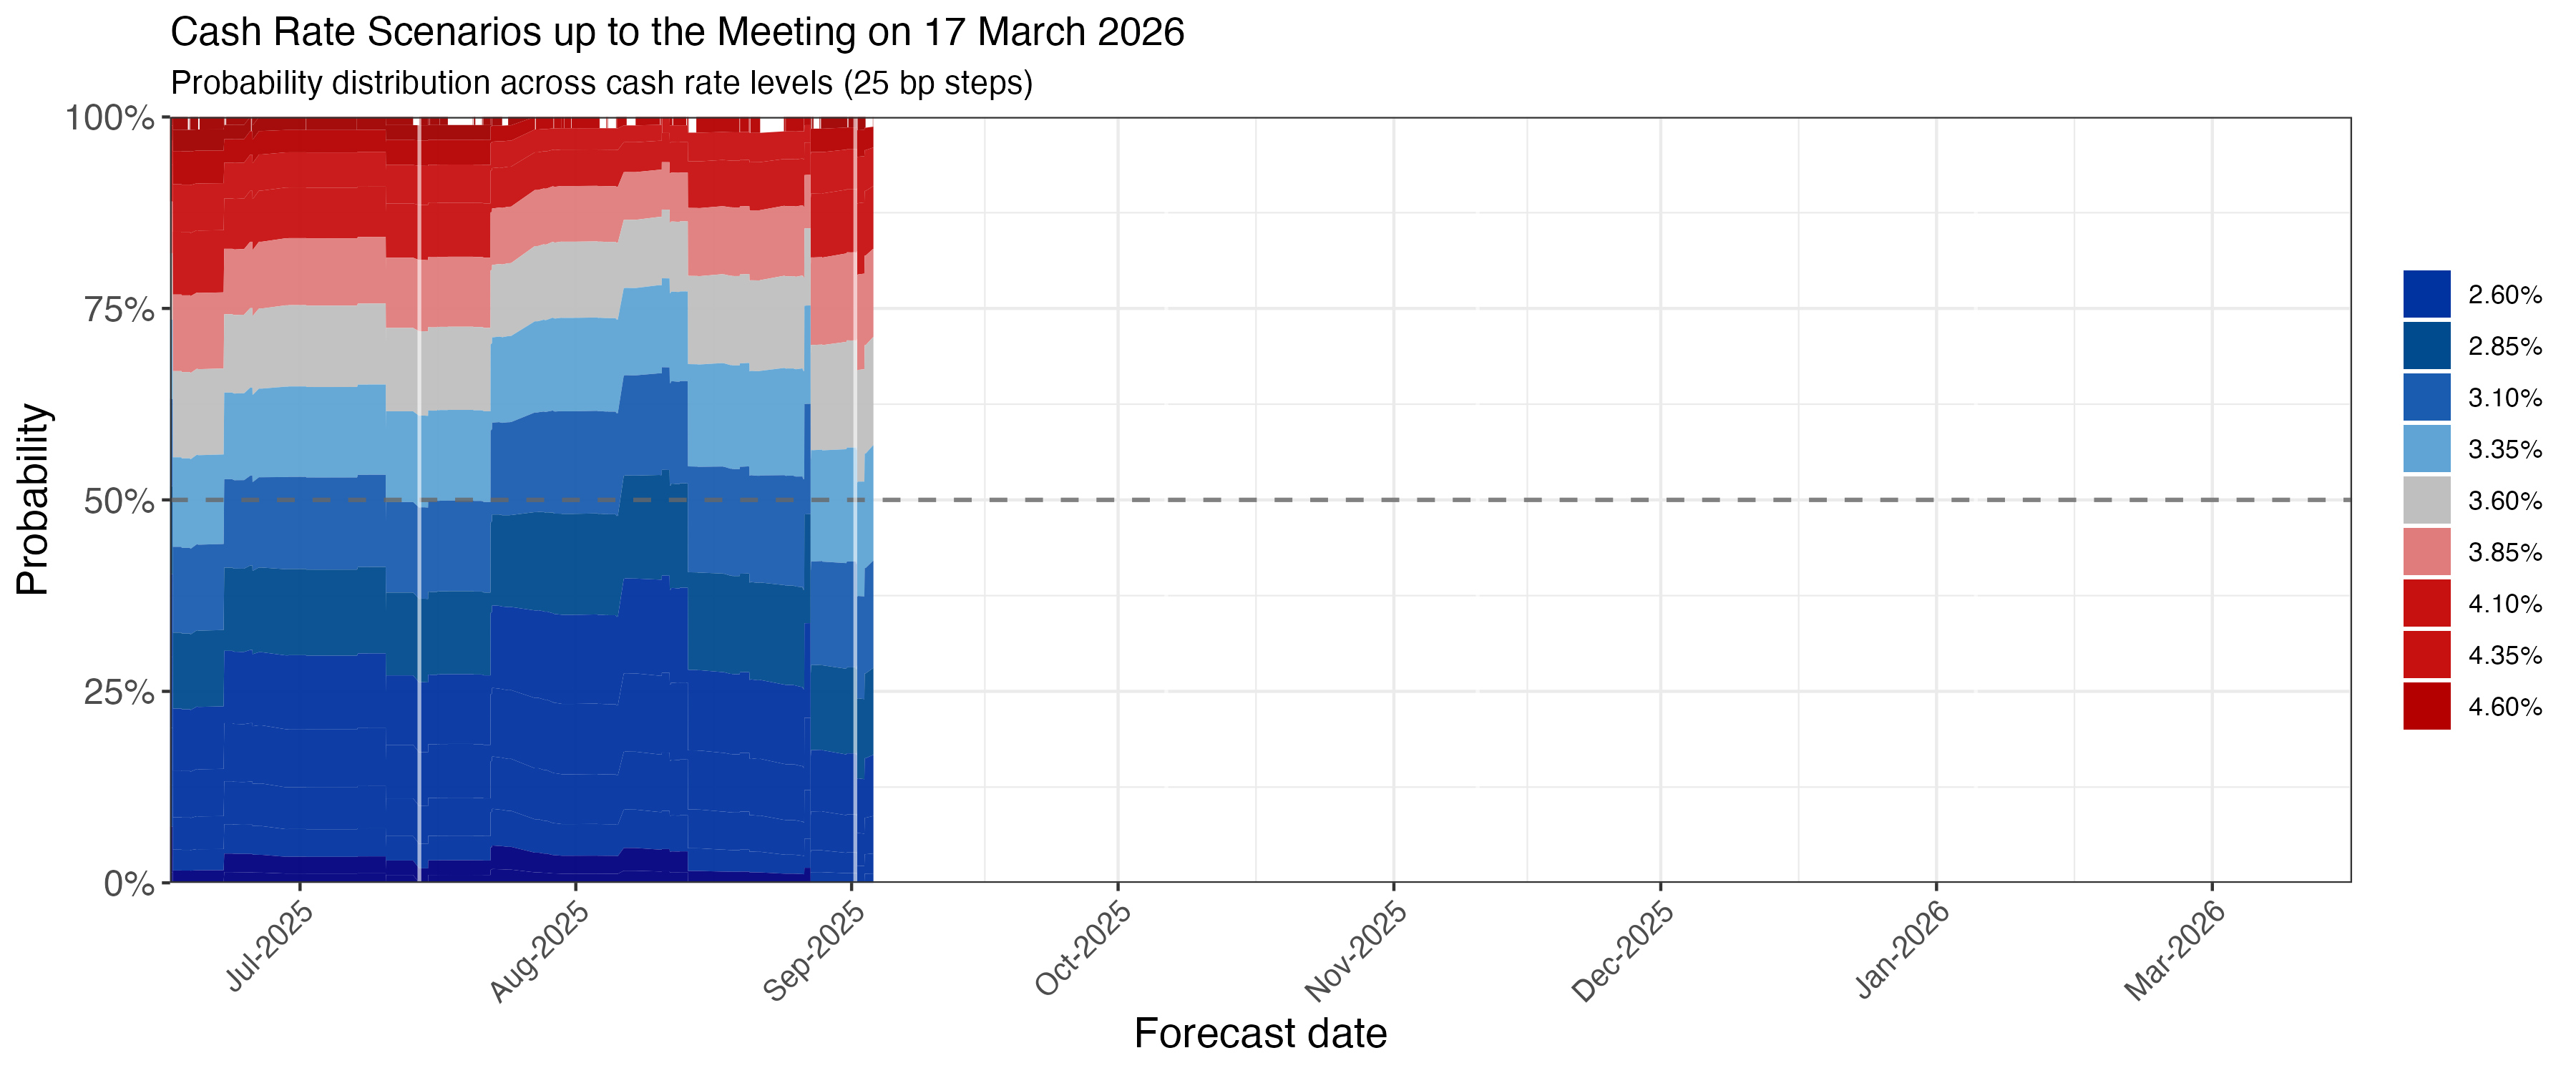 Cash Rate Scenarios up to the Meeting on 17 March 2026
Probability distribution across cash rate levels (25 bp steps)
100%
75%
50%
25%
0%
Probability
Jul-2025
Aug-2025
Sep-2025
Oct-2025
Nov-2025
Dec-2025
Jan-2026
Mar-2026
Forecast date
2.60%
2.85%
3.10%
3.35%
3.60%
3.85%
4.10%
4.35%
4.60%